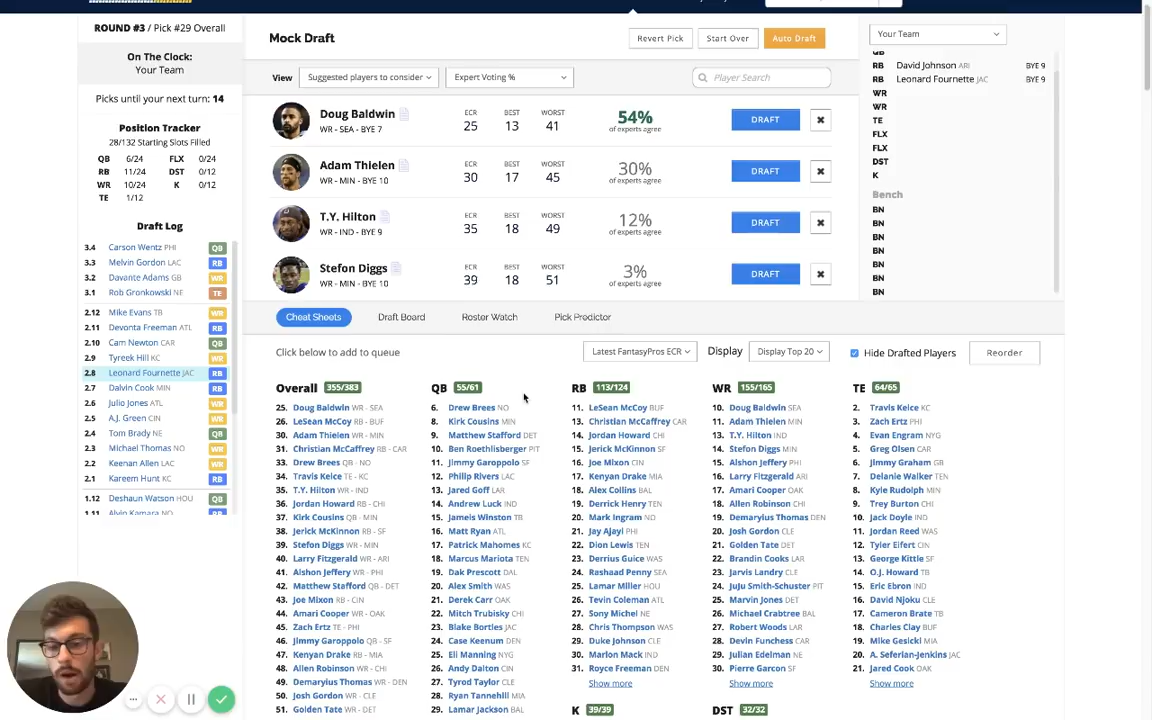 ROUND #3 / Pick #29 Overall
On The Clock:
Your Team
Picks until your next turn: 14
Position Tracker
28/132 Starting Slots Filled
QB 6/24 FLX 0/24
RB 11/24 DST 0/12
WR 10/24 K 0/12
TE 1/12
Draft Log
3.4 Carson Wentz PHI QB
3.3 Melvin Gordon LAC RB
3.2 Davante Adams GB WR
3.1 Rob Gronkowski NE TE
2.12 Mike Evans TB WR
2.11 Devonta Freeman ATL RB
2.10 Cam Newton CAR QB
2.9 Tyreek Hill KC WR
2.8 Leonard Fournette JAC RB
2.7 Dalvin Cook MIN RB
2.6 Julio Jones ATL WR
2.5 A.J. Green CIN WR
2.4 Tom Brady NE QB
2.3 Michael Thomas NO WR
2.2 Keenan Allen LAC WR
2.1 Kareem Hunt KC RB
1.12 Deshaun Watson HOU QB
1.11 Alvin Kamara NO RB
Mock Draft
Revert Pick Start Over Auto Draft
View Suggested players to consider Expert Voting % Player Search
Doug Baldwin ECR BEST WORST 54% DRAFT
WR - SEA - BYE 7 25 13 41 of experts agree
Adam Thielen ECR BEST WORST 30% DRAFT
WR - MIN - BYE 10 30 17 45 of experts agree
T.Y. Hilton ECR BEST WORST 12% DRAFT
WR - IND - BYE 9 35 18 49 of experts agree
Stefon Diggs ECR BEST WORST 3% DRAFT
WR - MIN - BYE 10 39 18 51 of experts agree
Your Team
QB
RB David Johnson ARI BYE 9
RB Leonard Fournette JAC BYE 9
WR
WR
TE
FLX
FLX
DST
K
Bench
BN
BN
BN
BN
BN
BN
BN
Cheat Sheets Draft Board Roster Watch Pick Predictor
Click below to add to queue Latest FantasyPros ECR Display Display Top 20 Hide Drafted Players Reorder
Overall 355/383
25. Doug Baldwin WR - SEA
26. LeSean McCoy RB - BUF
30. Adam Thielen WR - MIN
31. Christian McCaffrey RB - CAR
33. Drew Brees QB - NO
34. Travis Kelce TE - KC
35. T.Y. Hilton WR - IND
36. Jordan Howard RB - CHI
37. Kirk Cousins QB - MIN
38. Jerick McKinnon RB - SF
39. Stefon Diggs WR - MIN
40. Larry Fitzgerald WR - ARI
41. Alshon Jeffery WR - PHI
42. Matthew Stafford QB - DET
43. Joe Mixon RB - CIN
44. Amari Cooper WR - OAK
45. Zach Ertz TE - PHI
46. Jimmy Garoppolo QB - SF
47. Kenyan Drake RB - MIA
48. Allen Robinson WR - CHI
49. Demaryius Thomas WR - DEN
50. Josh Gordon WR - CLE
51. Golden Tate WR - DET
QB 55/61
6. Drew Brees NO
8. Kirk Cousins MIN
9. Matthew Stafford DET
10. Ben Roethlisberger PIT
11. Jimmy Garoppolo SF
12. Philip Rivers LAC
13. Jared Goff LAR
14. Andrew Luck IND
15. Jameis Winston TB
16. Matt Ryan ATL
17. Patrick Mahomes KC
18. Marcus Mariota TEN
19. Dak Prescott DAL
20. Alex Smith WAS
21. Derek Carr OAK
22. Mitch Trubisky CHI
23. Blake Bortles JAC
24. Case Keenum DEN
25. Eli Manning NYG
26. Andy Dalton CIN
27. Tyrod Taylor CLE
28. Ryan Tannehill MIA
29. Lamar Jackson BAL
RB 113/124
11. LeSean McCoy BUF
13. Christian McCaffrey CAR
14. Jordan Howard CHI
15. Jerick McKinnon SF
16. Joe Mixon CIN
17. Kenyan Drake MIA
18. Alex Collins BAL
19. Derrick Henry TEN
20. Mark Ingram NO
21. Jay Ajayi PHI
22. Dion Lewis TEN
23. Derrius Guice WAS
24. Rashaad Penny SEA
25. Lamar Miller HOU
26. Tevin Coleman ATL
27. Sony Michel NE
28. Chris Thompson WAS
29. Duke Johnson CLE
30. Marlon Mack IND
31. Royce Freeman DEN
Show more
K 39/39
WR 155/165
10. Doug Baldwin SEA
11. Adam Thielen MIN
13. T.Y. Hilton IND
14. Stefon Diggs MIN
15. Alshon Jeffery PHI
16. Larry Fitzgerald ARI
17. Amari Cooper OAK
18. Allen Robinson CHI
19. Demaryius Thomas DEN
20. Josh Gordon CLE
21. Golden Tate DET
22. Brandin Cooks LAR
23. Jarvis Landry CLE
24. JuJu Smith-Schuster PIT
25. Marvin Jones DET
26. Michael Crabtree BAL
27. Robert Woods LAR
28. Devin Funchess CAR
29. Julian Edelman NE
30. Pierre Garcon SF
Show more
DST 32/32
TE 64/65
2. Travis Kelce KC
3. Zach Ertz PHI
4. Evan Engram NYG
5. Greg Olsen CAR
6. Jimmy Graham GB
7. Delanie Walker TEN
8. Kyle Rudolph MIN
9. Trey Burton CHI
10. Jack Doyle IND
11. Jordan Reed WAS
12. Tyler Eifert CIN
13. George Kittle SF
14. O.J. Howard TB
15. Eric Ebron IND
16. David Njoku CLE
17. Cameron Brate TB
18. Charles Clay BUF
19. Mike Gesicki MIA
20. A. Seferian-Jenkins JAC
21. Jared Cook OAK
Show more